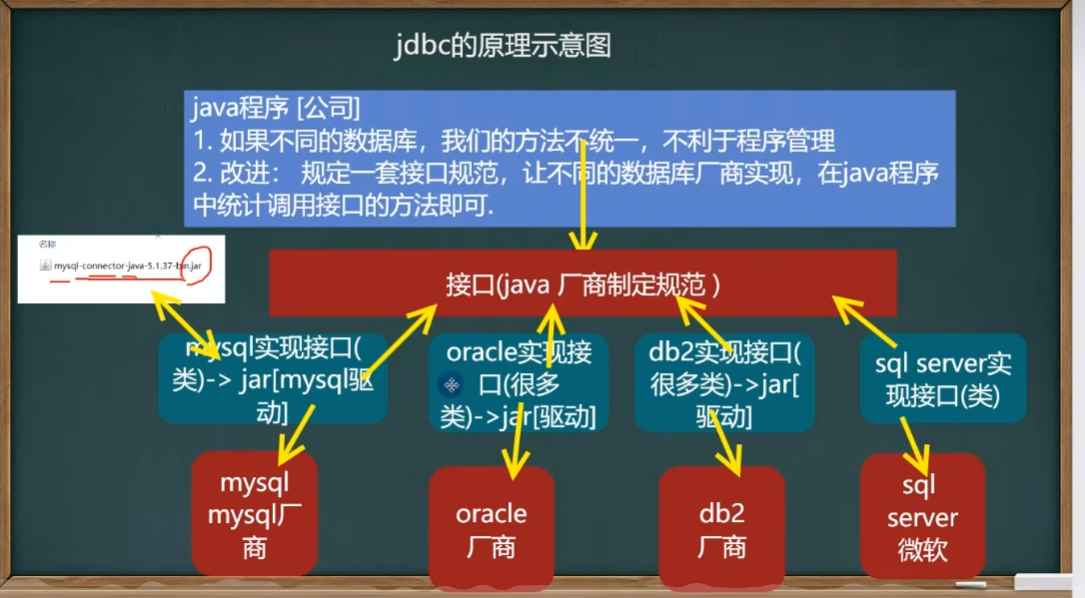 jdbc的原理示意图
java程序 [公司]
1. 如果不同的数据库，我们的方法不统一，不利于程序管理
2. 改进： 规定一套接口规范，让不同的数据库厂商实现，在java程序
中统计调用接口的方法即可.
名称
mysql-connector-java-5.1.37-bin.jar
接口(java 厂商制定规范 )
mysql实现接口(
类)-> jar[mysql驱
动]
oracle实现接
口(很多
类)->jar[驱动]
db2实现接口(
很多类)->jar[
驱动]
sql server实
现接口(类)
mysql
mysql厂
商
oracle
厂商
db2
厂商
sql
server
微软